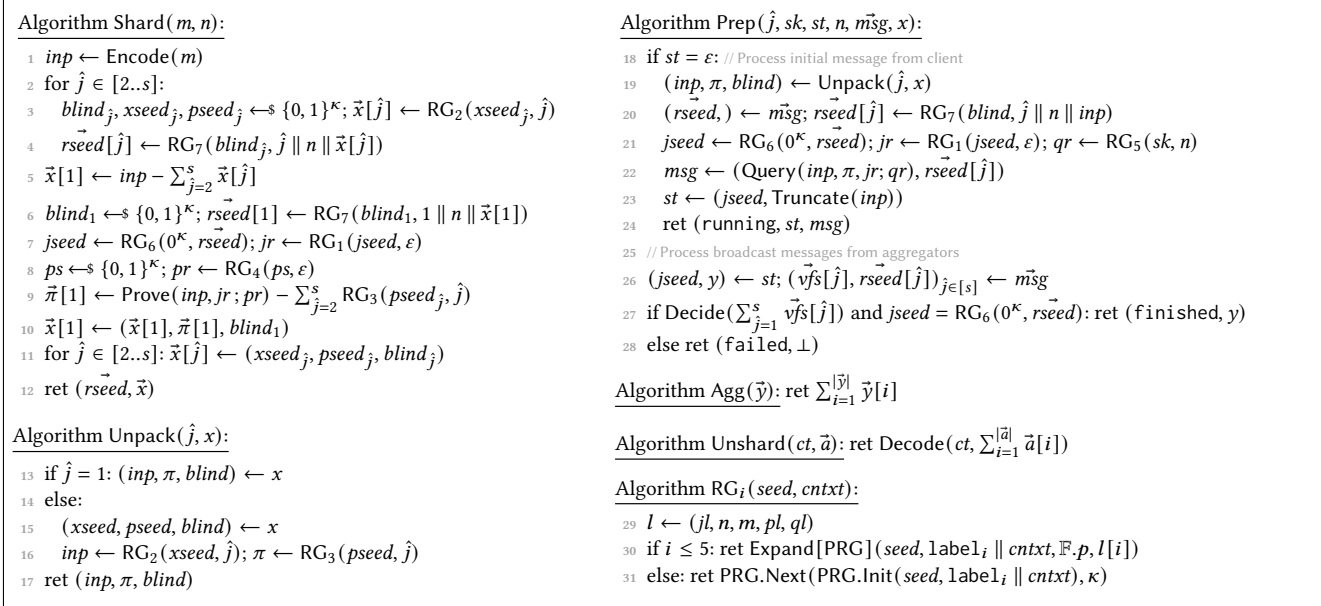 Algorithm Shard(m, n):
1 inp ← Encode(m)
2 for ĵ ∈ [2..s]:
3 blind_ĵ, xseed_ĵ, pseed_ĵ ←$ {0, 1}^κ; x⃗[ĵ] ← RG₂(xseed_ĵ, ĵ)
4 rseed⃗[ĵ] ← RG₇(blind_ĵ, ĵ ∥ n ∥ x⃗[ĵ])
5 x⃗[1] ← inp − ∑_{ĵ=2}^{s} x⃗[ĵ]
6 blind₁ ←$ {0, 1}^κ; rseed⃗[1] ← RG₇(blind₁, 1 ∥ n ∥ x⃗[1])
7 jseed ← RG₆(0^κ, rseed⃗); jr ← RG₁(jseed, ε)
8 ps ←$ {0, 1}^κ; pr ← RG₄(ps, ε)
9 π⃗[1] ← Prove(inp, jr; pr) − ∑_{ĵ=2}^{s} RG₃(pseed_ĵ, ĵ)
10 x⃗[1] ← (x⃗[1], π⃗[1], blind₁)
11 for ĵ ∈ [2..s]: x⃗[ĵ] ← (xseed_ĵ, pseed_ĵ, blind_ĵ)
12 ret (rseed⃗, x⃗)
Algorithm Unpack(ĵ, x):
13 if ĵ = 1: (inp, π, blind) ← x
14 else:
15 (xseed, pseed, blind) ← x
16 inp ← RG₂(xseed, ĵ); π ← RG₃(pseed, ĵ)
17 ret (inp, π, blind)
Algorithm Prep(ĵ, sk, st, n, msg⃗, x):
18 if st = ε: // Process initial message from client
19 (inp, π, blind) ← Unpack(ĵ, x)
20 (rseed⃗,) ← msg⃗; rseed⃗[ĵ] ← RG₇(blind, ĵ ∥ n ∥ inp)
21 jseed ← RG₆(0^κ, rseed⃗); jr ← RG₁(jseed, ε); qr ← RG₅(sk, n)
22 msg ← (Query(inp, π, jr; qr), rseed⃗[ĵ])
23 st ← (jseed, Truncate(inp))
24 ret (running, st, msg)
25 // Process broadcast messages from aggregators
26 (jseed, y) ← st; (vfs⃗[ĵ], rseed⃗[ĵ])_{ĵ∈[s]} ← msg⃗
27 if Decide(∑_{ĵ=1}^{s} vfs⃗[ĵ]) and jseed = RG₆(0^κ, rseed⃗): ret (finished, y)
28 else ret (failed, ⊥)
Algorithm Agg(y⃗): ret ∑_{i=1}^{|y⃗|} y⃗[i]
Algorithm Unshard(ct, a⃗): ret Decode(ct, ∑_{i=1}^{|a⃗|} a⃗[i])
Algorithm RG_i(seed, cntxt):
29 l ← (jl, n, m, pl, ql)
30 if i ≤ 5: ret Expand[PRG](seed, label_i ∥ cntxt, 𝔽.p, l[i])
31 else: ret PRG.Next(PRG.Init(seed, label_i ∥ cntxt), κ)